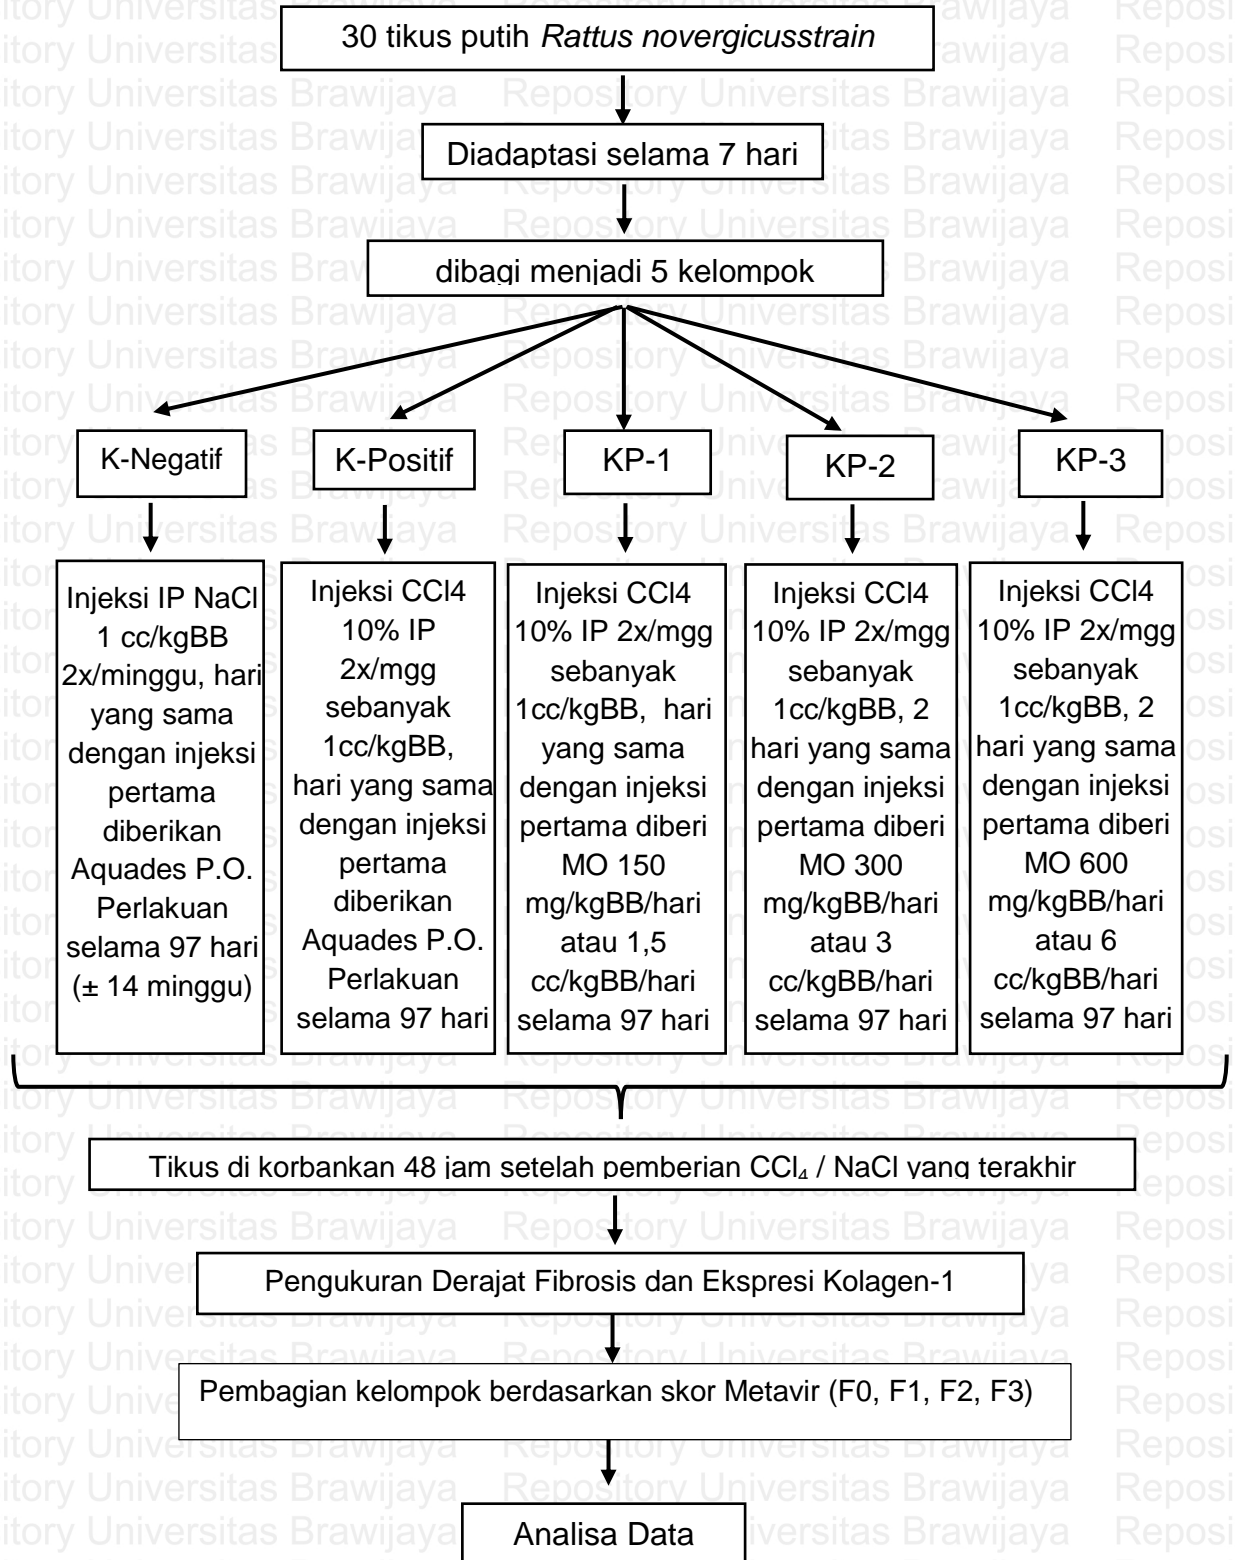 30 tikus putih Rattus novergicusstrain
Diadaptasi selama 7 hari
dibagi menjadi 5 kelompok
K-Negatif
K-Positif
KP-1
KP-2
KP-3
Injeksi IP NaCl
1 cc/kgBB
2x/minggu, hari
yang sama
dengan injeksi
pertama
diberikan
Aquades P.O.
Perlakuan
selama 97 hari
(± 14 minggu)
Injeksi CCl4
10% IP
2x/mgg
sebanyak
1cc/kgBB,
hari yang sama
dengan injeksi
pertama
diberikan
Aquades P.O.
Perlakuan
selama 97 hari
Injeksi CCl4
10% IP 2x/mgg
sebanyak
1cc/kgBB, hari
yang sama
dengan injeksi
pertama diberi
MO 150
mg/kgBB/hari
atau 1,5
cc/kgBB/hari
selama 97 hari
Injeksi CCl4
10% IP 2x/mgg
sebanyak
1cc/kgBB, 2
hari yang sama
dengan injeksi
pertama diberi
MO 300
mg/kgBB/hari
atau 3
cc/kgBB/hari
selama 97 hari
Injeksi CCl4
10% IP 2x/mgg
sebanyak
1cc/kgBB, 2
hari yang sama
dengan injeksi
pertama diberi
MO 600
mg/kgBB/hari
atau 6
cc/kgBB/hari
selama 97 hari
Tikus di korbankan 48 jam setelah pemberian CCl₄ / NaCl yang terakhir
Pengukuran Derajat Fibrosis dan Ekspresi Kolagen-1
Pembagian kelompok berdasarkan skor Metavir (F0, F1, F2, F3)
Analisa Data